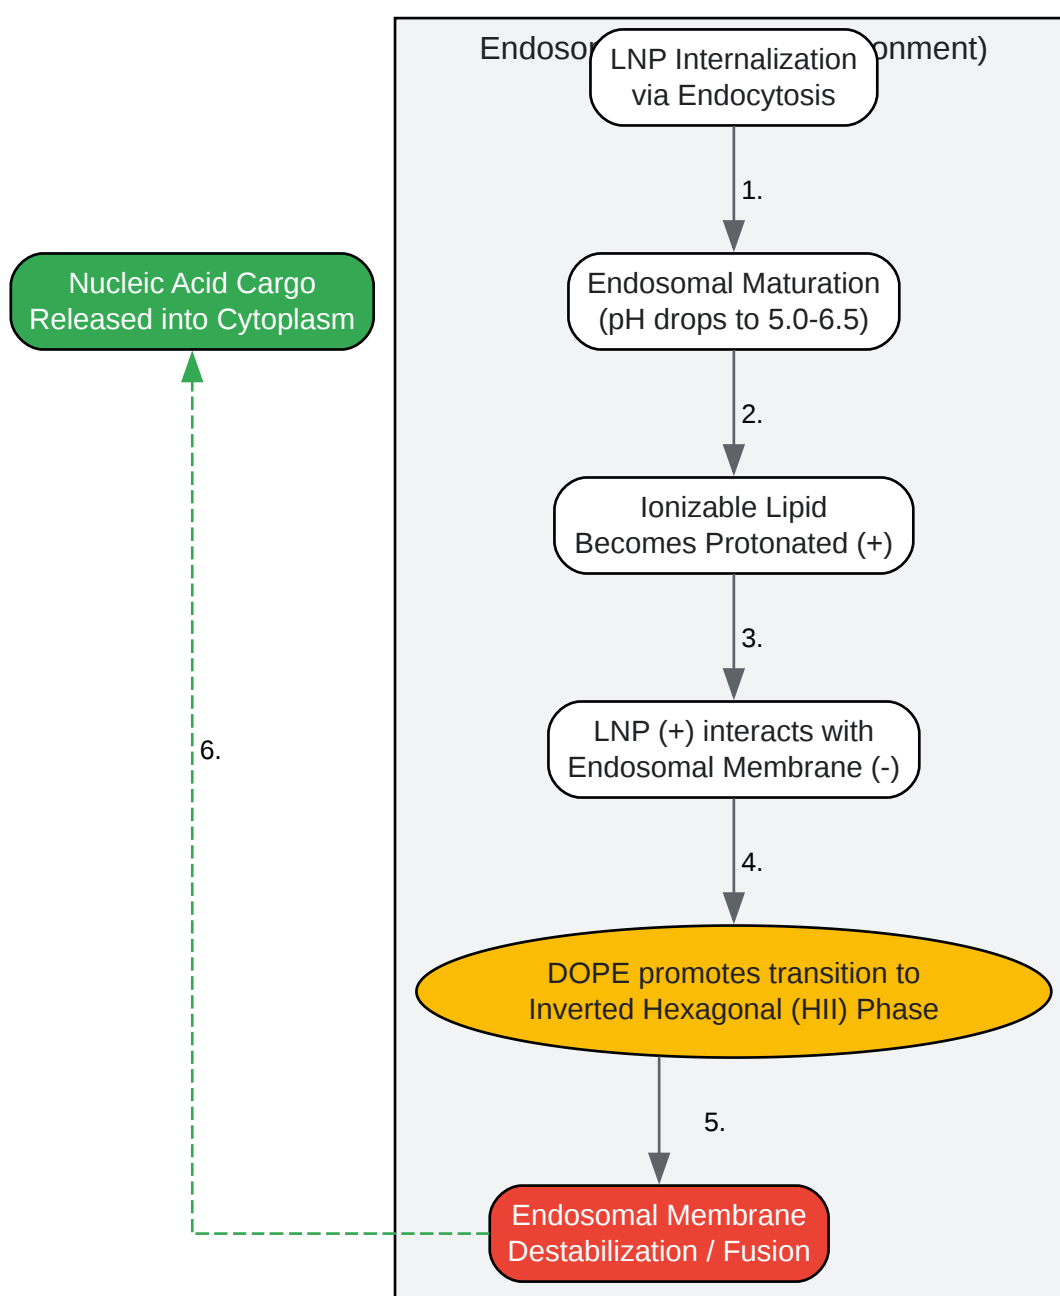 Endosom
onment)
LNP Internalization
via Endocytosis
1.
Nucleic Acid Cargo
Released into Cytoplasm
Endosomal Maturation
(pH drops to 5.0-6.5)
2.
Ionizable Lipid
Becomes Protonated (+)
3.
LNP (+) interacts with
Endosomal Membrane (-)
6.
4.
DOPE promotes transition to
Inverted Hexagonal (HII) Phase
5.
Endosomal Membrane
Destabilization / Fusion